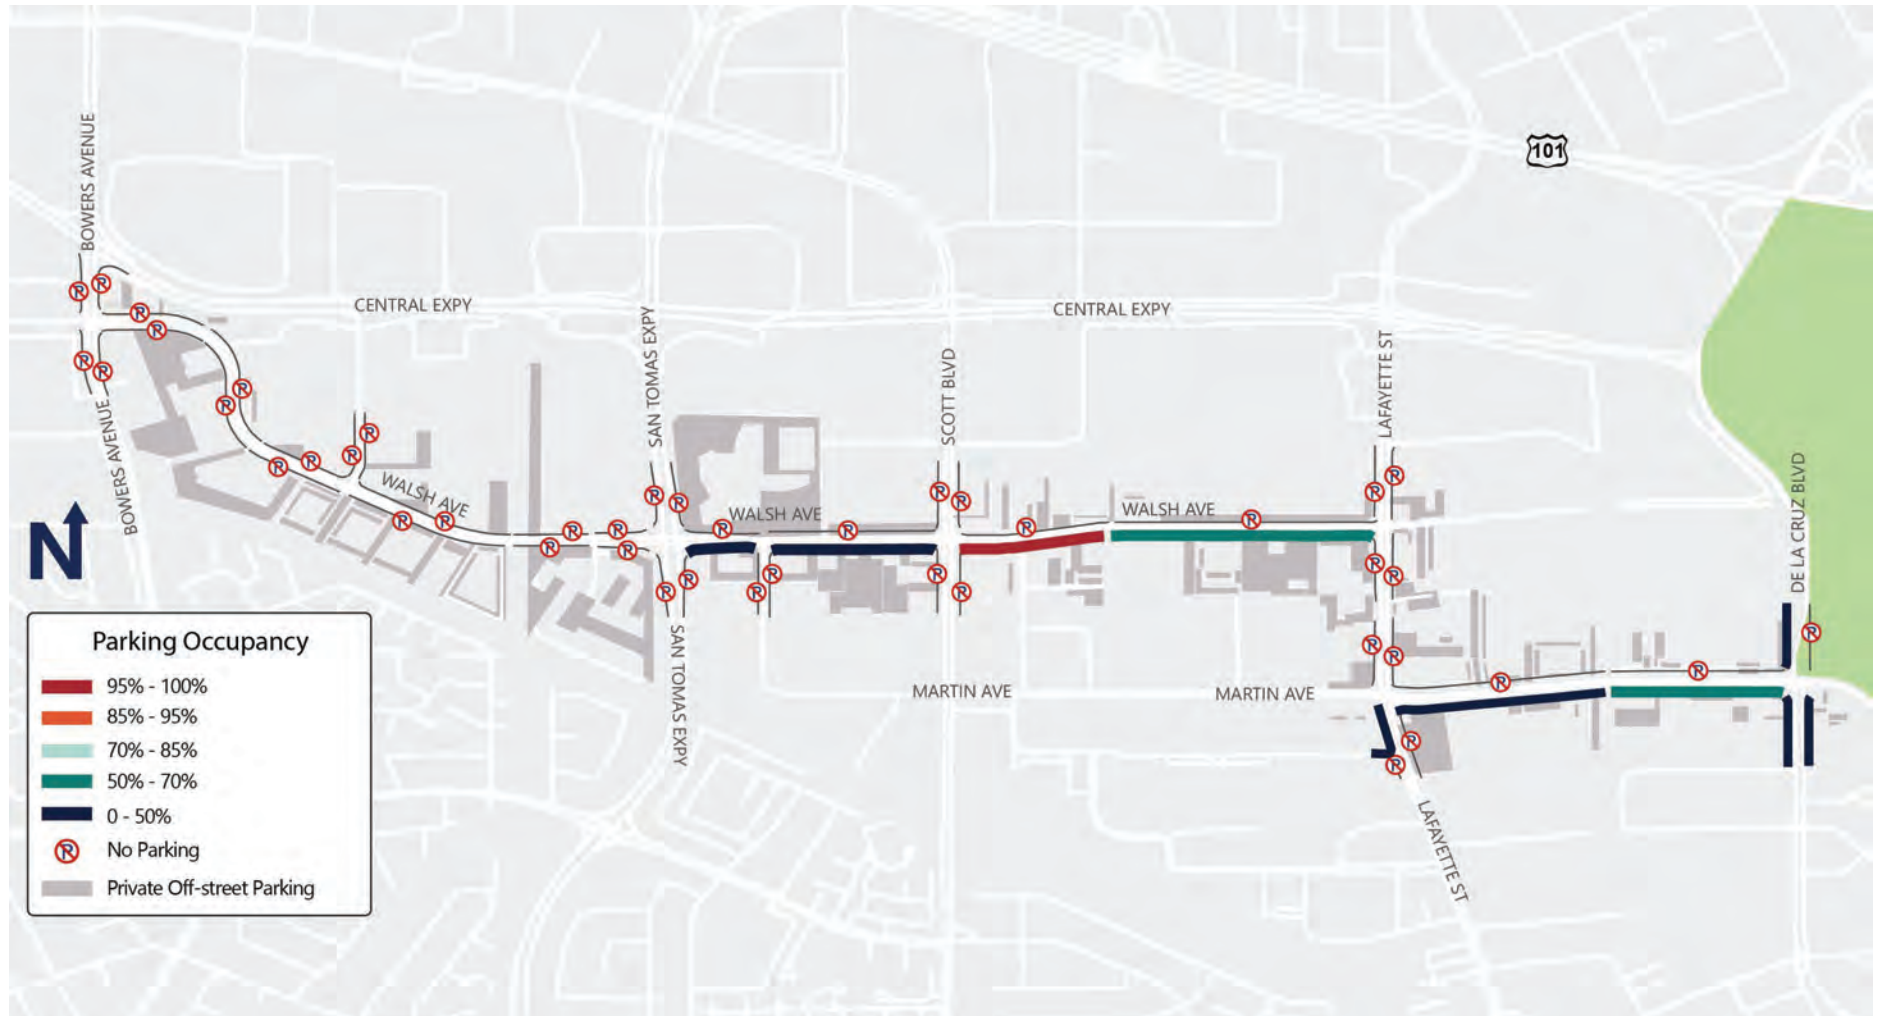 101
BOWERS AVENUE
CENTRAL EXPY
CENTRAL EXPY
SAN TOMAS EXPY
SCOTT BLVD
LAFAYETTE ST
BOWERS AVENUE
WALSH AVE
WALSH AVE
WALSH AVE
DE LA CRUZ BLVD
N
SAN TOMAS EXPY
MARTIN AVE
MARTIN AVE
LAFAYETTE ST
Parking Occupancy
95% - 100%
85% - 95%
70% - 85%
50% - 70%
0 - 50%
P No Parking
Private Off-street Parking